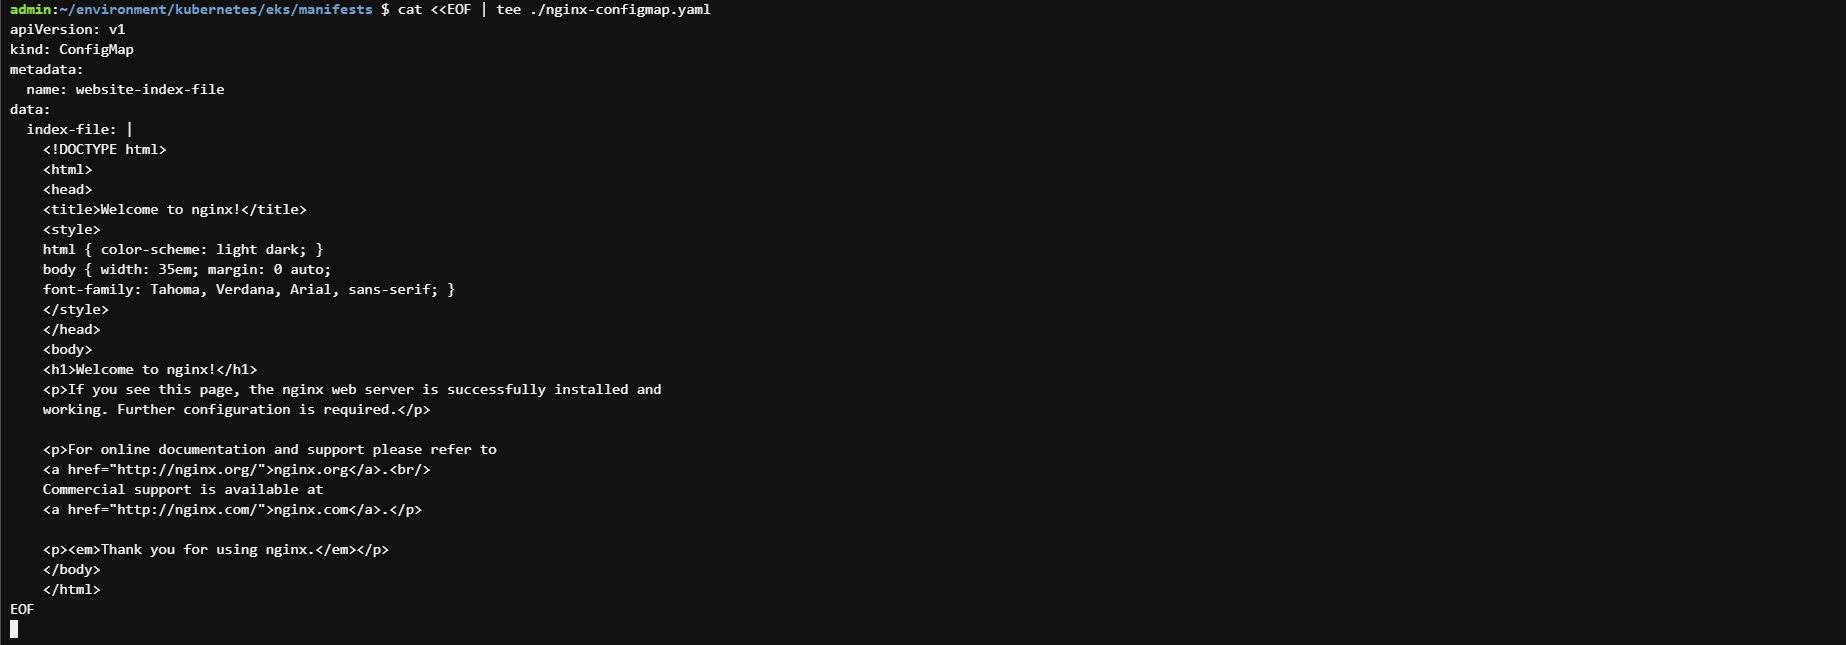 admin:~/environment/kubernetes/eks/manifests $ cat <<EOF | tee ./nginx-configmap.yaml
apiVersion: v1
kind: ConfigMap
metadata:
  name: website-index-file
data:
  index-file: |
    <!DOCTYPE html>
    <html>
    <head>
    <title>Welcome to nginx!</title>
    <style>
    html { color-scheme: light dark; }
    body { width: 35em; margin: 0 auto;
    font-family: Tahoma, Verdana, Arial, sans-serif; }
    </style>
    </head>
    <body>
    <h1>Welcome to nginx!</h1>
    <p>If you see this page, the nginx web server is successfully installed and
    working. Further configuration is required.</p>

    <p>For online documentation and support please refer to
    <a href="http://nginx.org/">nginx.org</a>.<br/>
    Commercial support is available at
    <a href="http://nginx.com/">nginx.com</a>.</p>

    <p><em>Thank you for using nginx.</em></p>
    </body>
    </html>
EOF